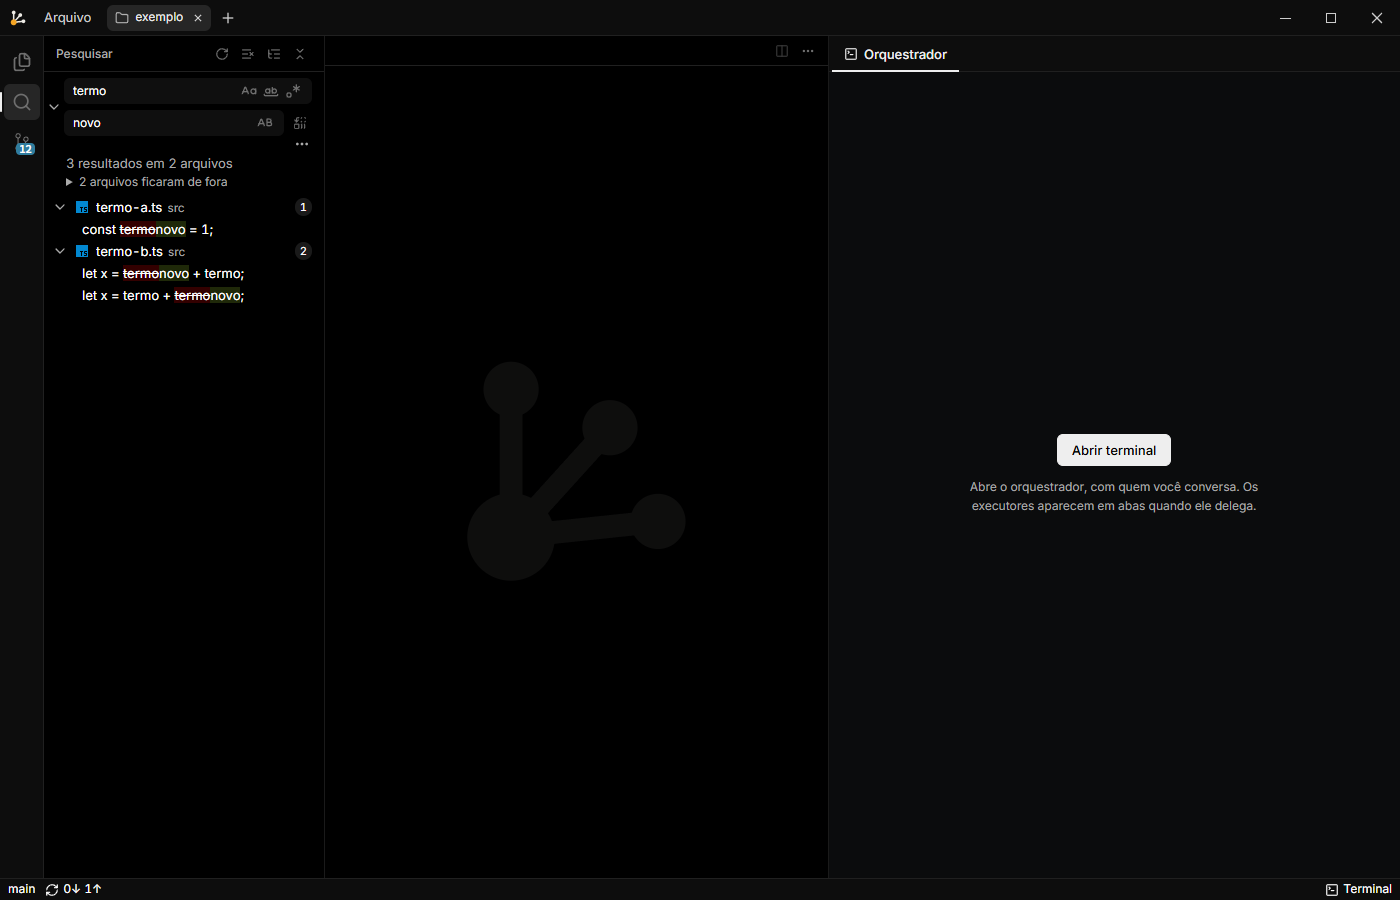 Arquivo
exemplo
Pesquisar
termo
Aa ab
novo
AB
3 resultados em 2 arquivos
2 arquivos ficaram de fora
TS termo-a.ts src 1
const termonovo = 1;
TS termo-b.ts src 2
let x = termonovo + termo;
let x = termo + termonovo;
12
Orquestrador
Abrir terminal
Abre o orquestrador, com quem você conversa. Os
executores aparecem em abas quando ele delega.
main 0↓ 1↑
Terminal